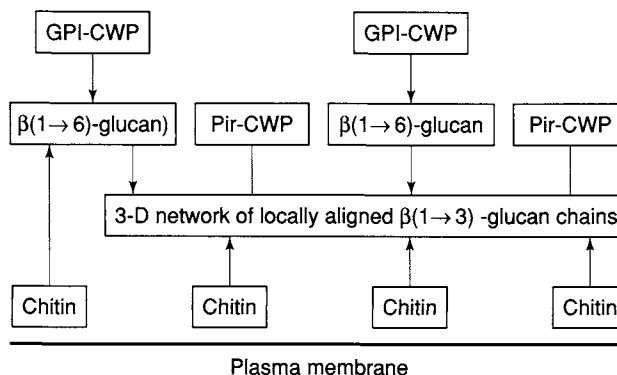 GPI-CWP GPI-CWP
β(1→6)-glucan) Pir-CWP β(1→6)-glucan Pir-CWP
3-D network of locally aligned β(1→3) -glucan chains
Chitin Chitin Chitin Chitin
Plasma membrane